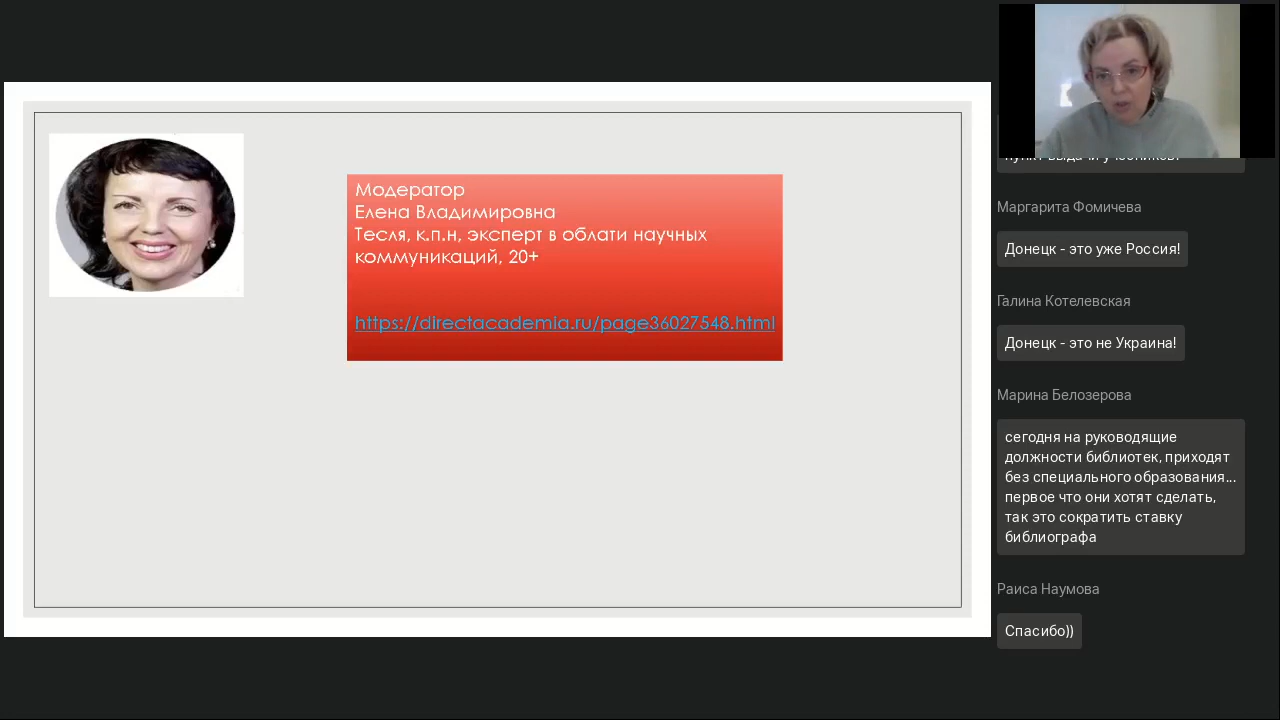 Модератор
Елена Владимировна
Тесля, к.п.н, эксперт в облати научных
коммуникаций, 20+
https://directacademia.ru/page36027548.html
Маргарита Фомичева
Донецк - это уже Россия!
Галина Котелевская
Донецк - это не Украина!
Марина Белозерова
сегодня на руководящие
должности библиотек, приходят
без специального образования...
первое что они хотят сделать,
так это сократить ставку
библиографа
Раиса Наумова
Спасибо))